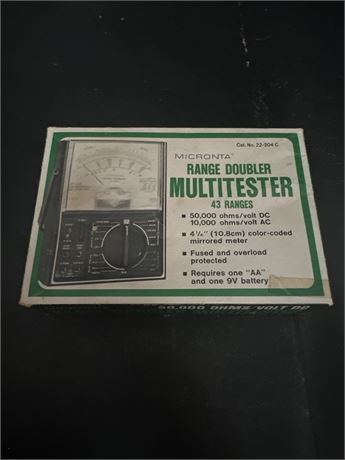 Cat. No. 22-204 C
MICRONTA
RANGE DOUBLER
MULTITESTER
43 RANGES
50,000 ohms/volt DC
10,000 ohms/volt AC
4¼" (10.8cm) color-coded
mirrored meter
Fused and overload
protected
Requires one "AA"
and one 9V battery
50,000 OHMS/VOLT DC